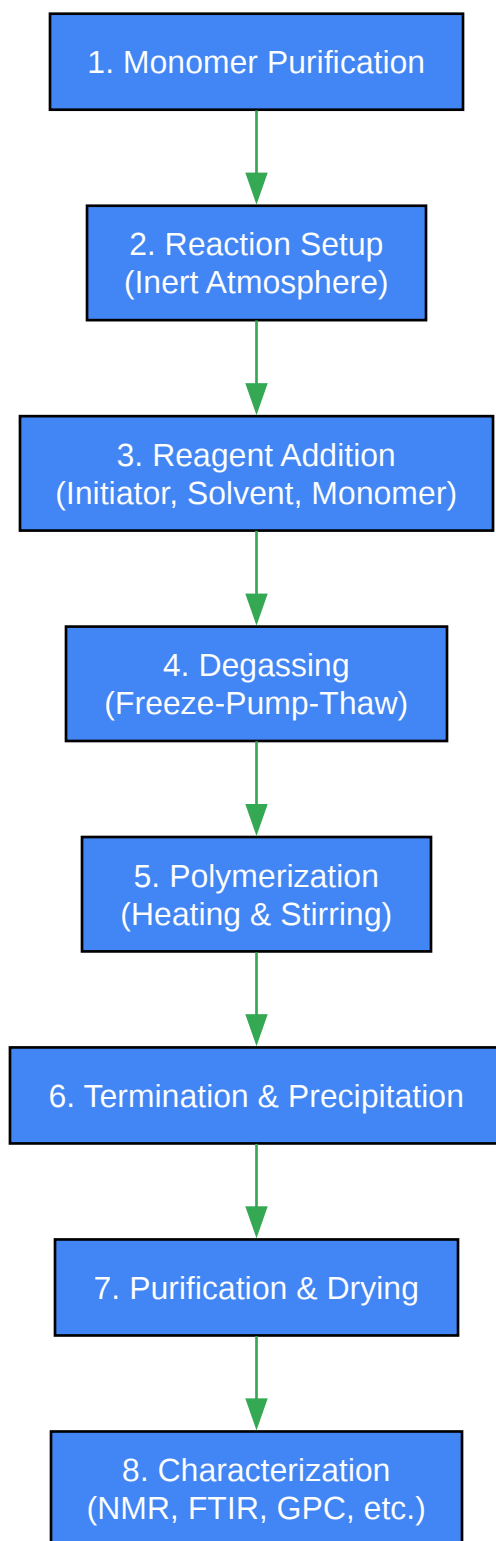 1. Monomer Purification
2. Reaction Setup
(Inert Atmosphere)
3. Reagent Addition
(Initiator, Solvent, Monomer)
4. Degassing
(Freeze-Pump-Thaw)
5. Polymerization
(Heating & Stirring)
6. Termination & Precipitation
7. Purification & Drying
8. Characterization
(NMR, FTIR, GPC, etc.)